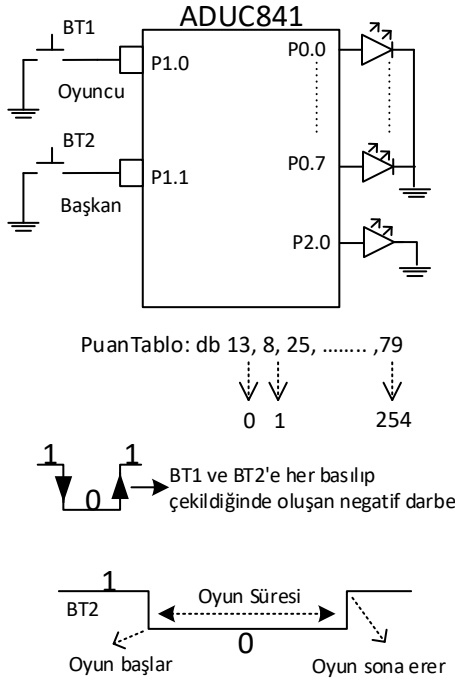 ADUC841
BT1
P1.0
P0.0
Oyuncu
BT2
P1.1
P0.7
Başkan
P2.0
PuanTablo: db 13, 8, 25, ........ ,79
0 1 254
1 1
0
BT1 ve BT2'e her basılıp
çekildiğinde oluşan negatif darbe
1
BT2
Oyun Süresi
0
Oyun başlar
Oyun sona erer